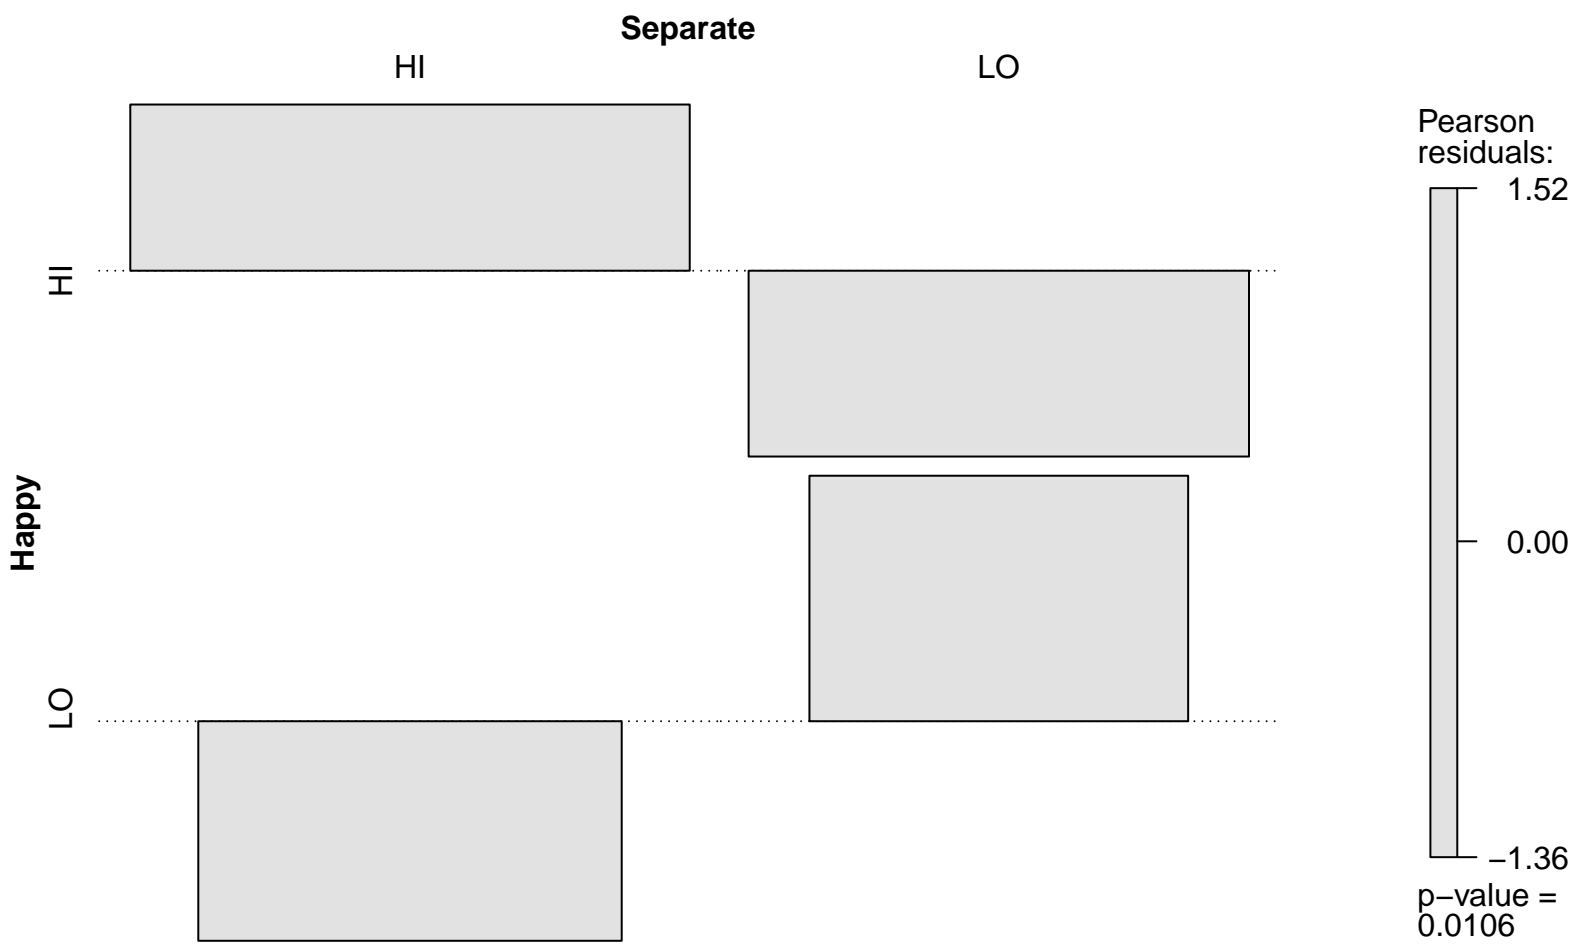 Separate
HI
LO
Happy
HI
LO
Pearson
residuals:
1.52
0.00
−1.36
p−value =
0.0106